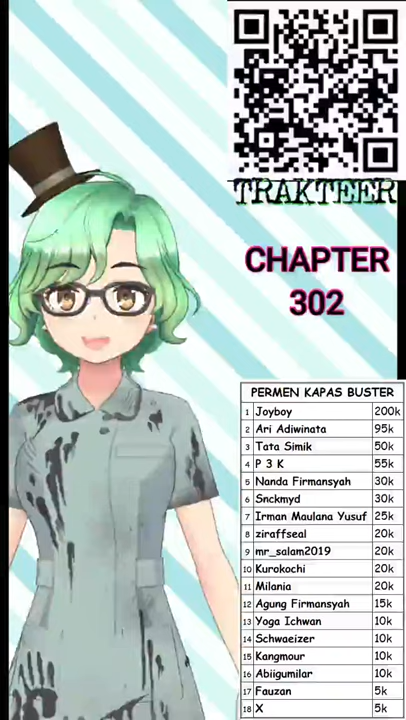 TRAKTEER
CHAPTER
302
PERMEN KAPAS BUSTER
1 Joyboy 200k
2 Ari Adiwinata 95k
3 Tata Simik 50k
4 P 3 K 55k
5 Nanda Firmansyah 30k
6 Snckmyd 30k
7 Irman Maulana Yusuf 25k
8 ziraffseal 20k
9 mr_salam2019 20k
10 Kurokochi 20k
11 Milania 20k
12 Agung Firmansyah 15k
13 Yoga Ichwan 10k
14 Schwaeizer 10k
15 Kangmour 10k
16 Abiigumilar 10k
17 Fauzan 5k
18 X 5k